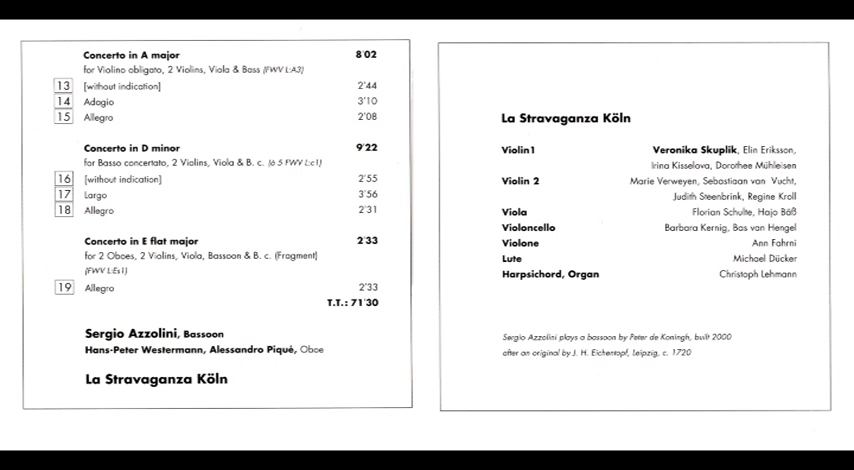 Concerto in A major 8'02
for Violino obligato, 2 Violins, Viola & Bass (FWV L:A3)
13 [without indication] 2'44
14 Adagio 3'10
15 Allegro 2'08
Concerto in D minor 9'22
for Basso concertato, 2 Violins, Viola & B. c. (ó 5 FWV L:c1)
16 [without indication] 2'55
17 Largo 3'56
18 Allegro 2'31
Concerto in E flat major 2'33
for 2 Oboes, 2 Violins, Viola, Bassoon & B. c. (Fragment)
(FWV L:Es1)
19 Allegro 2'33
T.T.: 71'30
Sergio Azzolini, Bassoon
Hans-Peter Westermann, Alessandro Piqué, Oboe
La Stravaganza Köln
La Stravaganza Köln
Violin1 Veronika Skuplik, Elin Eriksson,
Irina Kisselova, Dorothee Mühleisen
Violin 2 Marie Verweyen, Sebastiaan van Vucht,
Judith Steenbrink, Regine Kroll
Viola Florian Schulte, Hajo Bäß
Violoncello Barbara Kernig, Bas van Hengel
Violone Ann Fahrni
Lute Michael Dücker
Harpsichord, Organ Christoph Lehmann
Sergio Azzolini plays a bassoon by Peter de Koningh, built 2000
after an original by J. H. Eichentopf, Leipzig, c. 1720